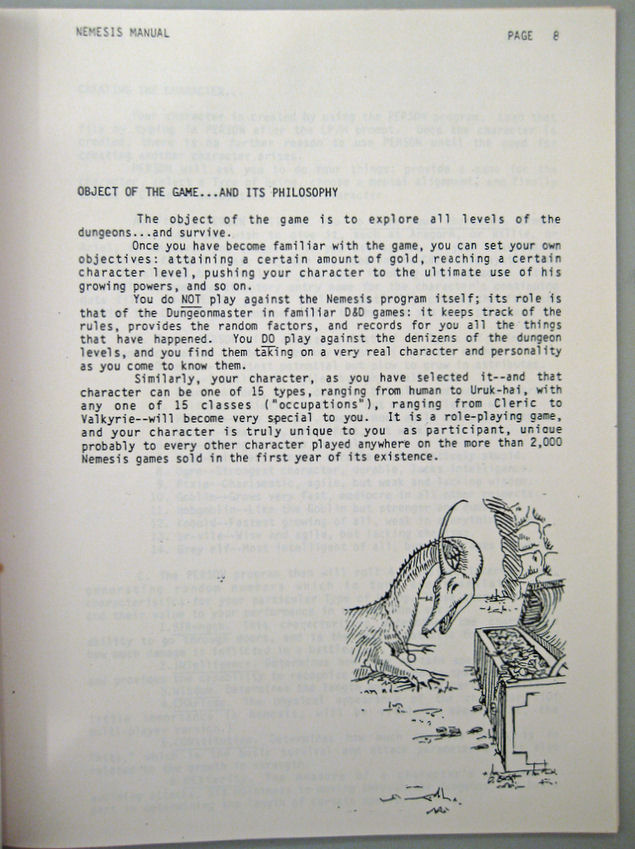 NEMESIS MANUAL PAGE 8
OBJECT OF THE GAME...AND ITS PHILOSOPHY
The object of the game is to explore all levels of the
dungeons...and survive.
Once you have become familiar with the game, you can set your own
objectives: attaining a certain amount of gold, reaching a certain
character level, pushing your character to the ultimate use of his
growing powers, and so on.
You do NOT play against the Nemesis program itself; its role is
that of the Dungeonmaster in familiar D&D games: it keeps track of the
rules, provides the random factors, and records for you all the things
that have happened. You DO play against the denizens of the dungeon
levels, and you find them taking on a very real character and personality
as you come to know them.
Similarly, your character, as you have selected it--and that
character can be one of 15 types, ranging from human to Uruk-hai, with
any one of 15 classes ("occupations"), ranging from Cleric to
Valkyrie--will become very special to you. It is a role-playing game,
and your character is truly unique to you as participant, unique
probably to every other character played anywhere on the more than 2,000
Nemesis games sold in the first year of its existence.